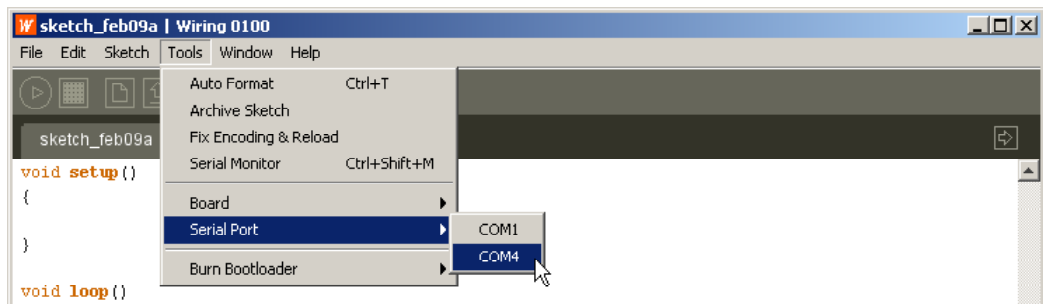 W sketch_feb09a | Wiring 0100
File Edit Sketch Tools Window Help
Auto Format Ctrl+T
Archive Sketch
sketch_feb09a Fix Encoding & Reload
void setup() Serial Monitor Ctrl+Shift+M
{ Board
Serial Port COM1
} COM4
Burn Bootloader
void loop()